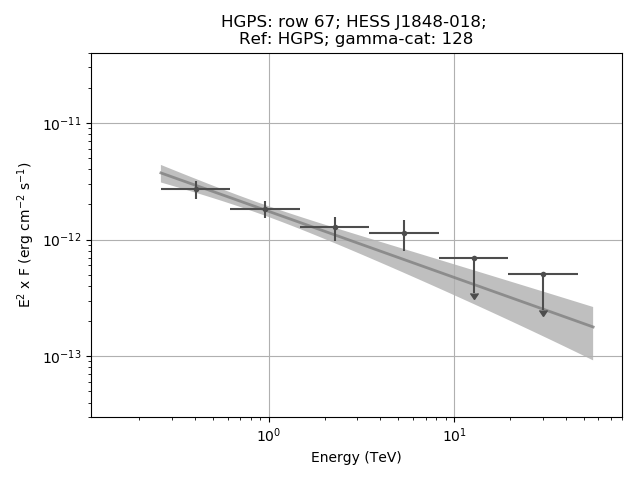 HGPS: row 67; HESS J1848-018;
Ref: HGPS; gamma-cat: 128
10⁻¹¹
10⁻¹²
10⁻¹³
E² x F (erg cm⁻² s⁻¹)
10⁰
10¹
Energy (TeV)